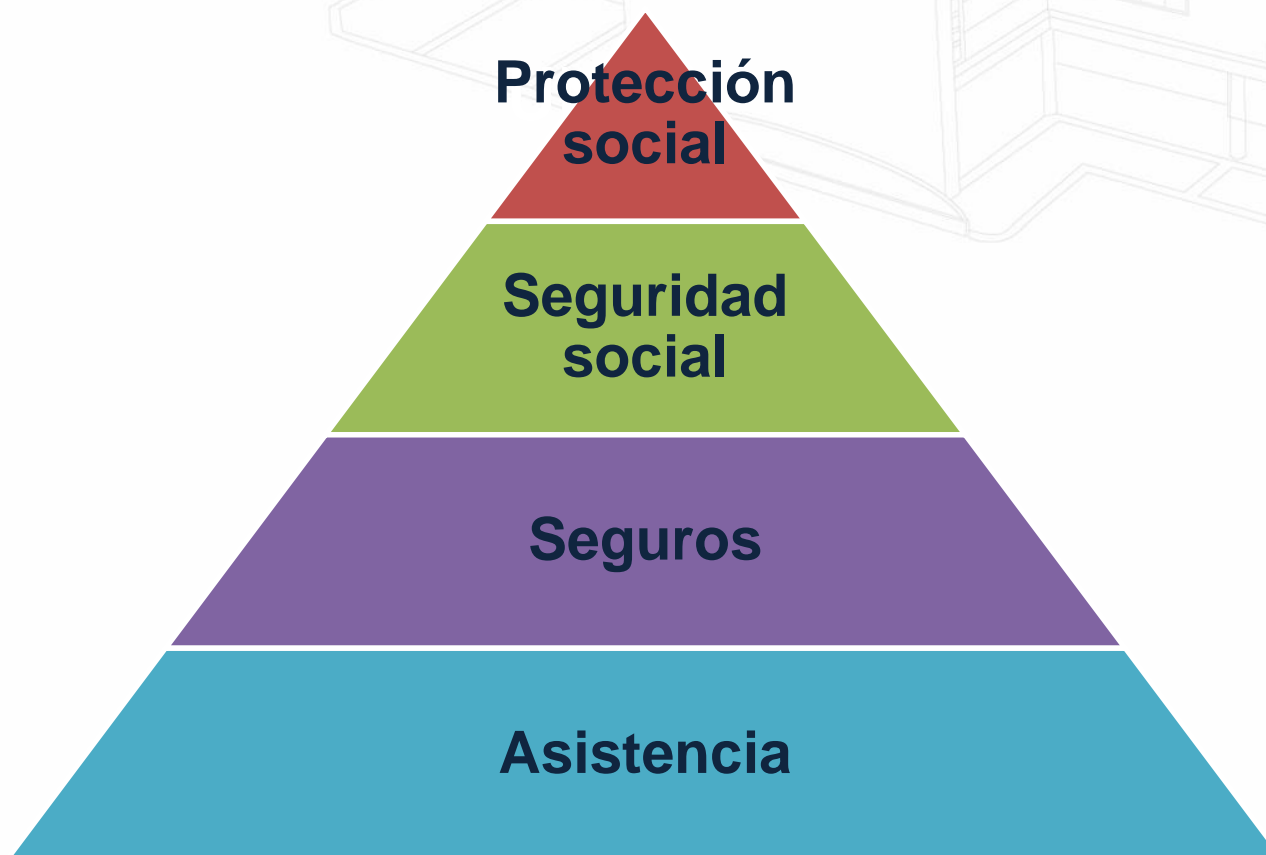 Protección
social
Seguridad
social
Seguros
Asistencia